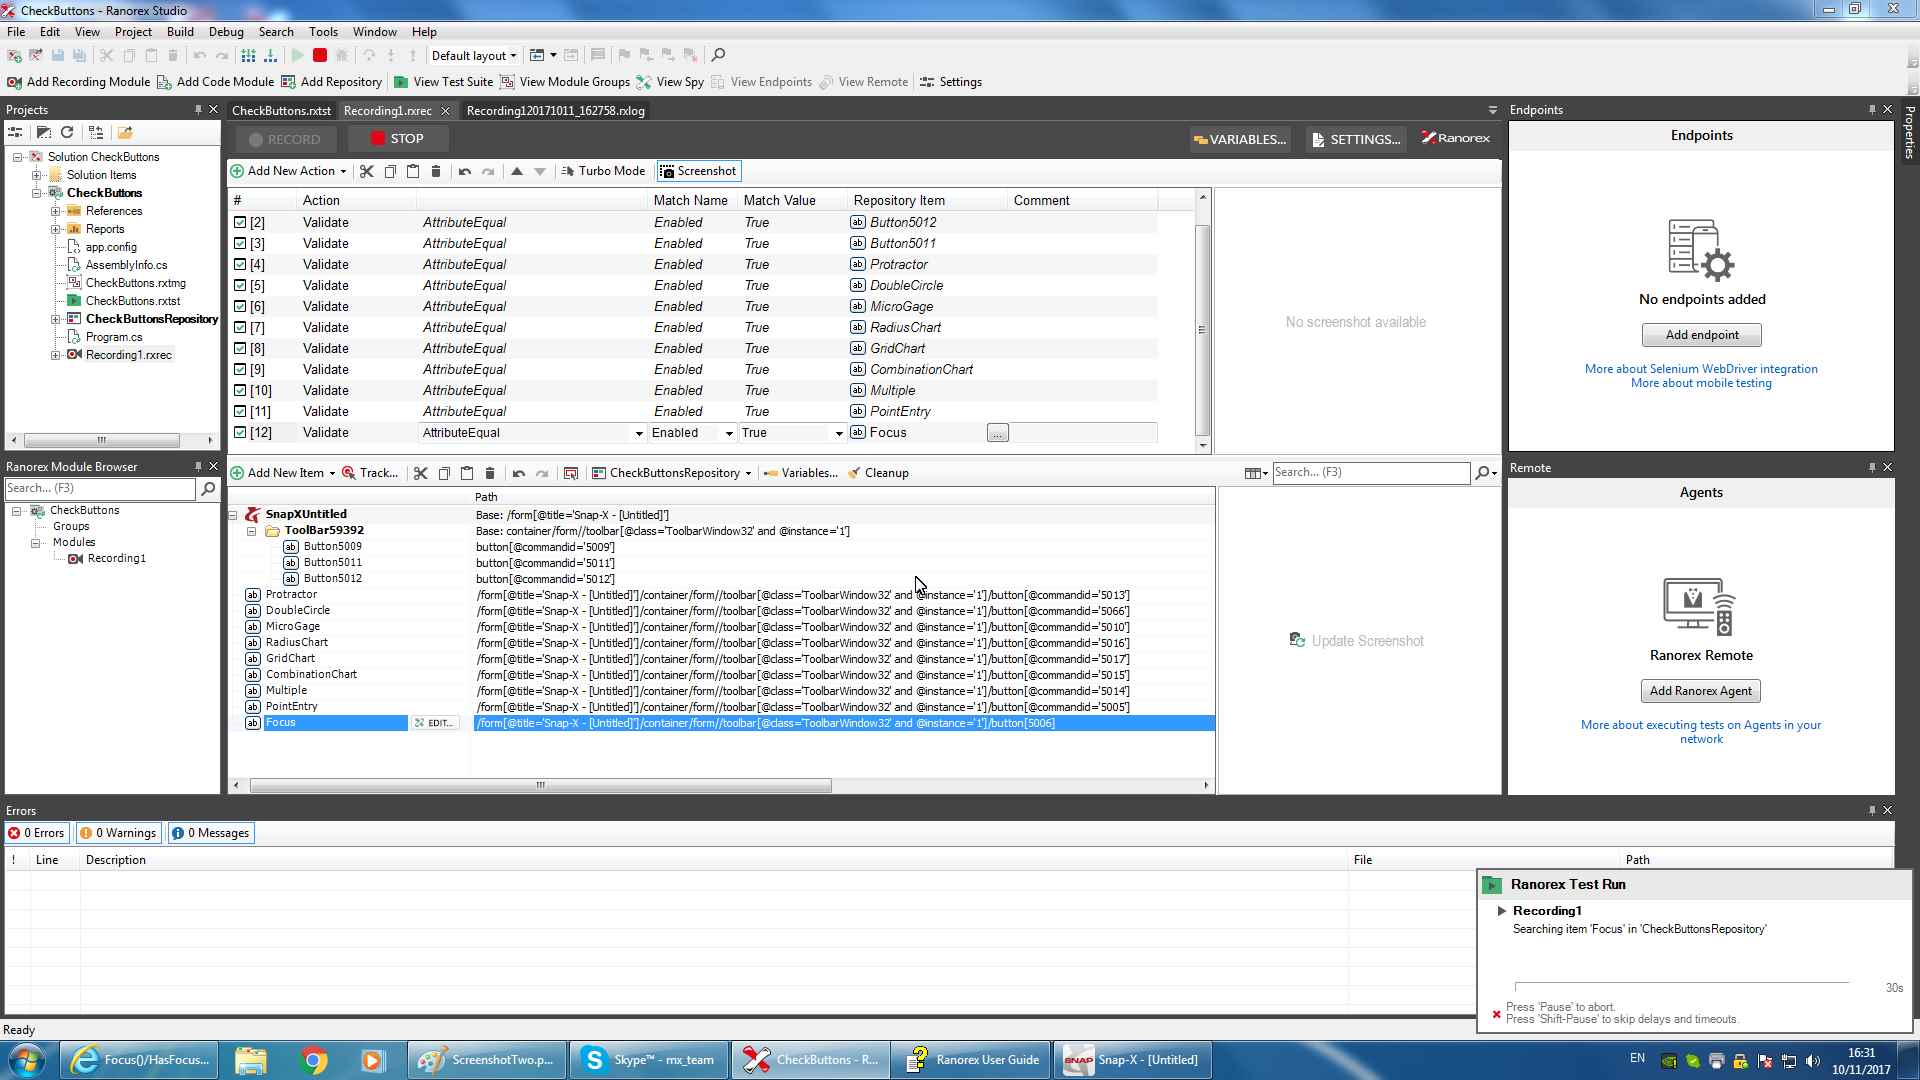 CheckButtons - Ranorex Studio
File Edit View Project Build Debug Search Tools Window Help
Default layout
Add Recording Module Add Code Module Add Repository View Test Suite View Module Groups View Spy View Endpoints View Remote Settings
Projects
Solution CheckButtons
Solution Items
CheckButtons
References
Reports
app.config
AssemblyInfo.cs
CheckButtons.rxtmg
CheckButtons.rxtst
CheckButtonsRepository
Program.cs
Recording1.rxrec
Ranorex Module Browser
Search... (F3)
CheckButtons
Groups
Modules
Recording1
CheckButtons.rxtst Recording1.rxrec Recording120171011_162758.rxlog
RECORD STOP VARIABLES... SETTINGS... Ranorex
Add New Action Turbo Mode Screenshot
# Action Match Name Match Value Repository Item Comment
[2] Validate AttributeEqual Enabled True Button5012
[3] Validate AttributeEqual Enabled True Button5011
[4] Validate AttributeEqual Enabled True Protractor
[5] Validate AttributeEqual Enabled True DoubleCircle
[6] Validate AttributeEqual Enabled True MicroGage
[7] Validate AttributeEqual Enabled True RadiusChart
[8] Validate AttributeEqual Enabled True GridChart
[9] Validate AttributeEqual Enabled True CombinationChart
[10] Validate AttributeEqual Enabled True Multiple
[11] Validate AttributeEqual Enabled True PointEntry
[12] Validate AttributeEqual Enabled True Focus ...
No screenshot available
Add New Item Track... CheckButtonsRepository Variables... Cleanup Search... (F3)
Path
SnapXUntitled Base: /form[@title='Snap-X - [Untitled]']
ToolBar59392 Base: container/form//toolbar[@class='ToolbarWindow32' and @instance='1']
Button5009 button[@commandid='5009']
Button5011 button[@commandid='5011']
Button5012 button[@commandid='5012']
Protractor /form[@title='Snap-X - [Untitled]']/container/form//toolbar[@class='ToolbarWindow32' and @instance='1']/button[@commandid='5013']
DoubleCircle /form[@title='Snap-X - [Untitled]']/container/form//toolbar[@class='ToolbarWindow32' and @instance='1']/button[@commandid='5066']
MicroGage /form[@title='Snap-X - [Untitled]']/container/form//toolbar[@class='ToolbarWindow32' and @instance='1']/button[@commandid='5010']
RadiusChart /form[@title='Snap-X - [Untitled]']/container/form//toolbar[@class='ToolbarWindow32' and @instance='1']/button[@commandid='5016']
GridChart /form[@title='Snap-X - [Untitled]']/container/form//toolbar[@class='ToolbarWindow32' and @instance='1']/button[@commandid='5017']
CombinationChart /form[@title='Snap-X - [Untitled]']/container/form//toolbar[@class='ToolbarWindow32' and @instance='1']/button[@commandid='5015']
Multiple /form[@title='Snap-X - [Untitled]']/container/form//toolbar[@class='ToolbarWindow32' and @instance='1']/button[@commandid='5014']
PointEntry /form[@title='Snap-X - [Untitled]']/container/form//toolbar[@class='ToolbarWindow32' and @instance='1']/button[@commandid='5005']
Focus EDIT... /form[@title='Snap-X - [Untitled]']/container/form//toolbar[@class='ToolbarWindow32' and @instance='1']/button[5006]
Update Screenshot
Endpoints
Endpoints
No endpoints added
Add endpoint
More about Selenium WebDriver integration
More about mobile testing
Remote
Agents
Ranorex Remote
Add Ranorex Agent
More about executing tests on Agents in your
network
Properties
Errors
0 Errors 0 Warnings 0 Messages
! Line Description File Path
Ranorex Test Run
Recording1
Searching item 'Focus' in 'CheckButtonsRepository'
30s
Press 'Pause' to abort.
Press 'Shift-Pause' to skip delays and timeouts.
Ready
Focus()/HasFocus... ScreenshotTwo.p... Skype™ - mx_team CheckButtons - R... Ranorex User Guide SNAP Snap-X - [Untitled] EN 16:31
10/11/2017